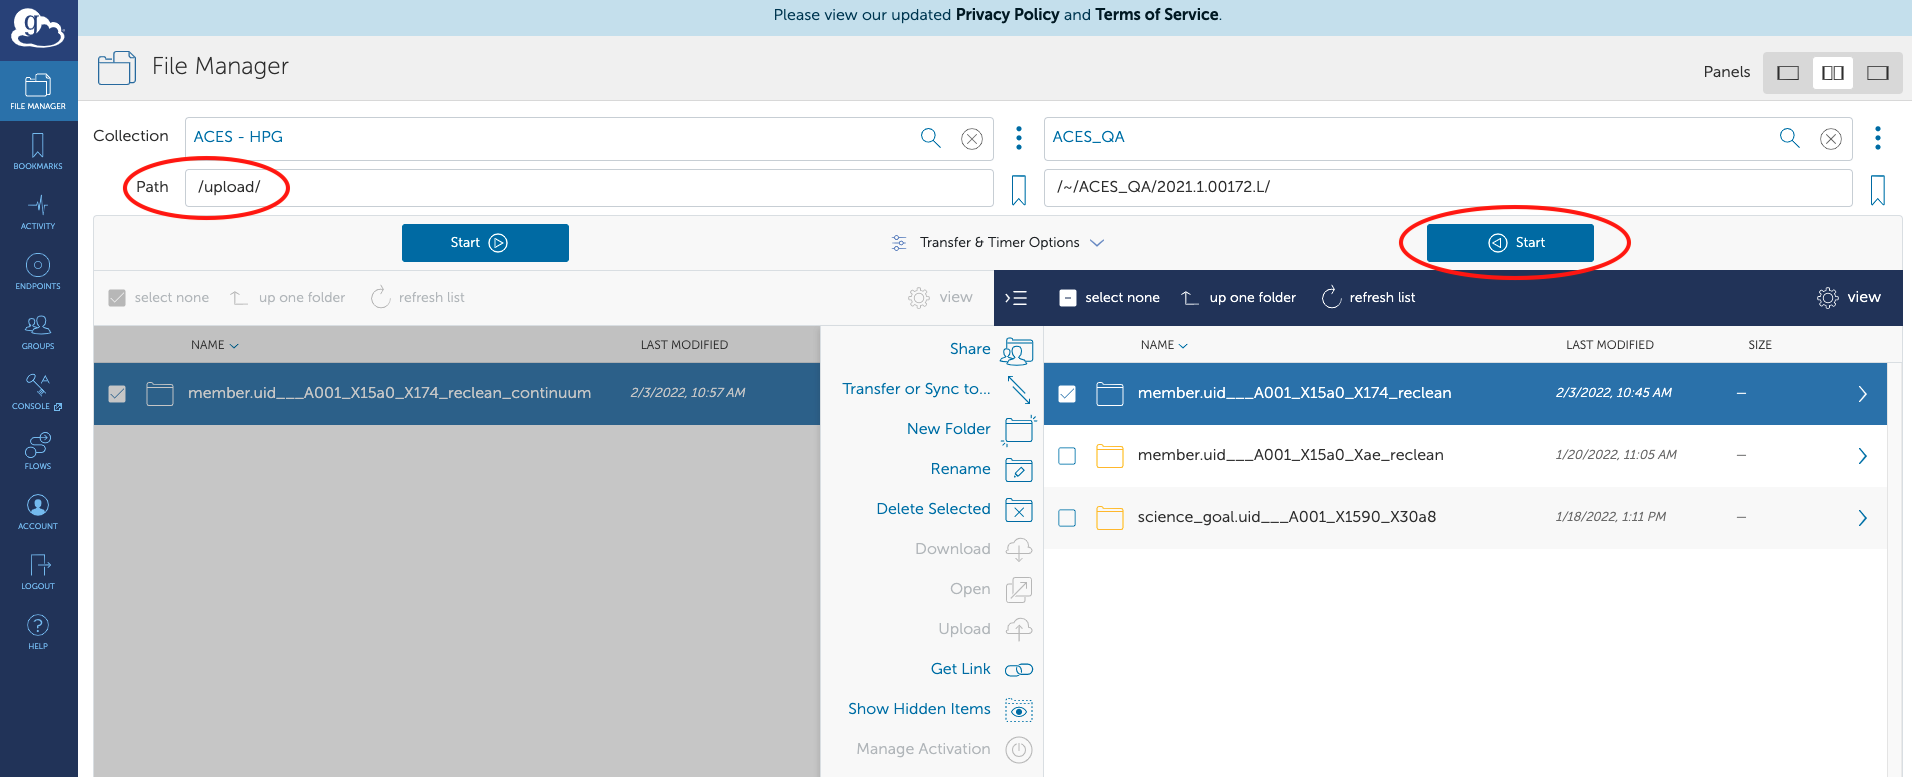 Please view our updated Privacy Policy and Terms of Service.
g
File Manager
Panels
FILE MANAGER
BOOKMARKS
ACTIVITY
ENDPOINTS
GROUPS
CONSOLE
FLOWS
ACCOUNT
LOGOUT
HELP
Collection
ACES - HPG
ACES_QA
Path
/upload/
/~/ACES_QA/2021.1.00172.L/
Start
Transfer & Timer Options
Start
select none
up one folder
refresh list
view
select none
up one folder
refresh list
view
NAME
LAST MODIFIED
member.uid___A001_X15a0_X174_reclean_continuum
2/3/2022, 10:57 AM
Share
Transfer or Sync to...
New Folder
Rename
Delete Selected
Download
Open
Upload
Get Link
Show Hidden Items
Manage Activation
NAME
LAST MODIFIED
SIZE
member.uid___A001_X15a0_X174_reclean
2/3/2022, 10:45 AM
—
member.uid___A001_X15a0_Xae_reclean
1/20/2022, 11:05 AM
—
science_goal.uid___A001_X1590_X30a8
1/18/2022, 1:11 PM
—